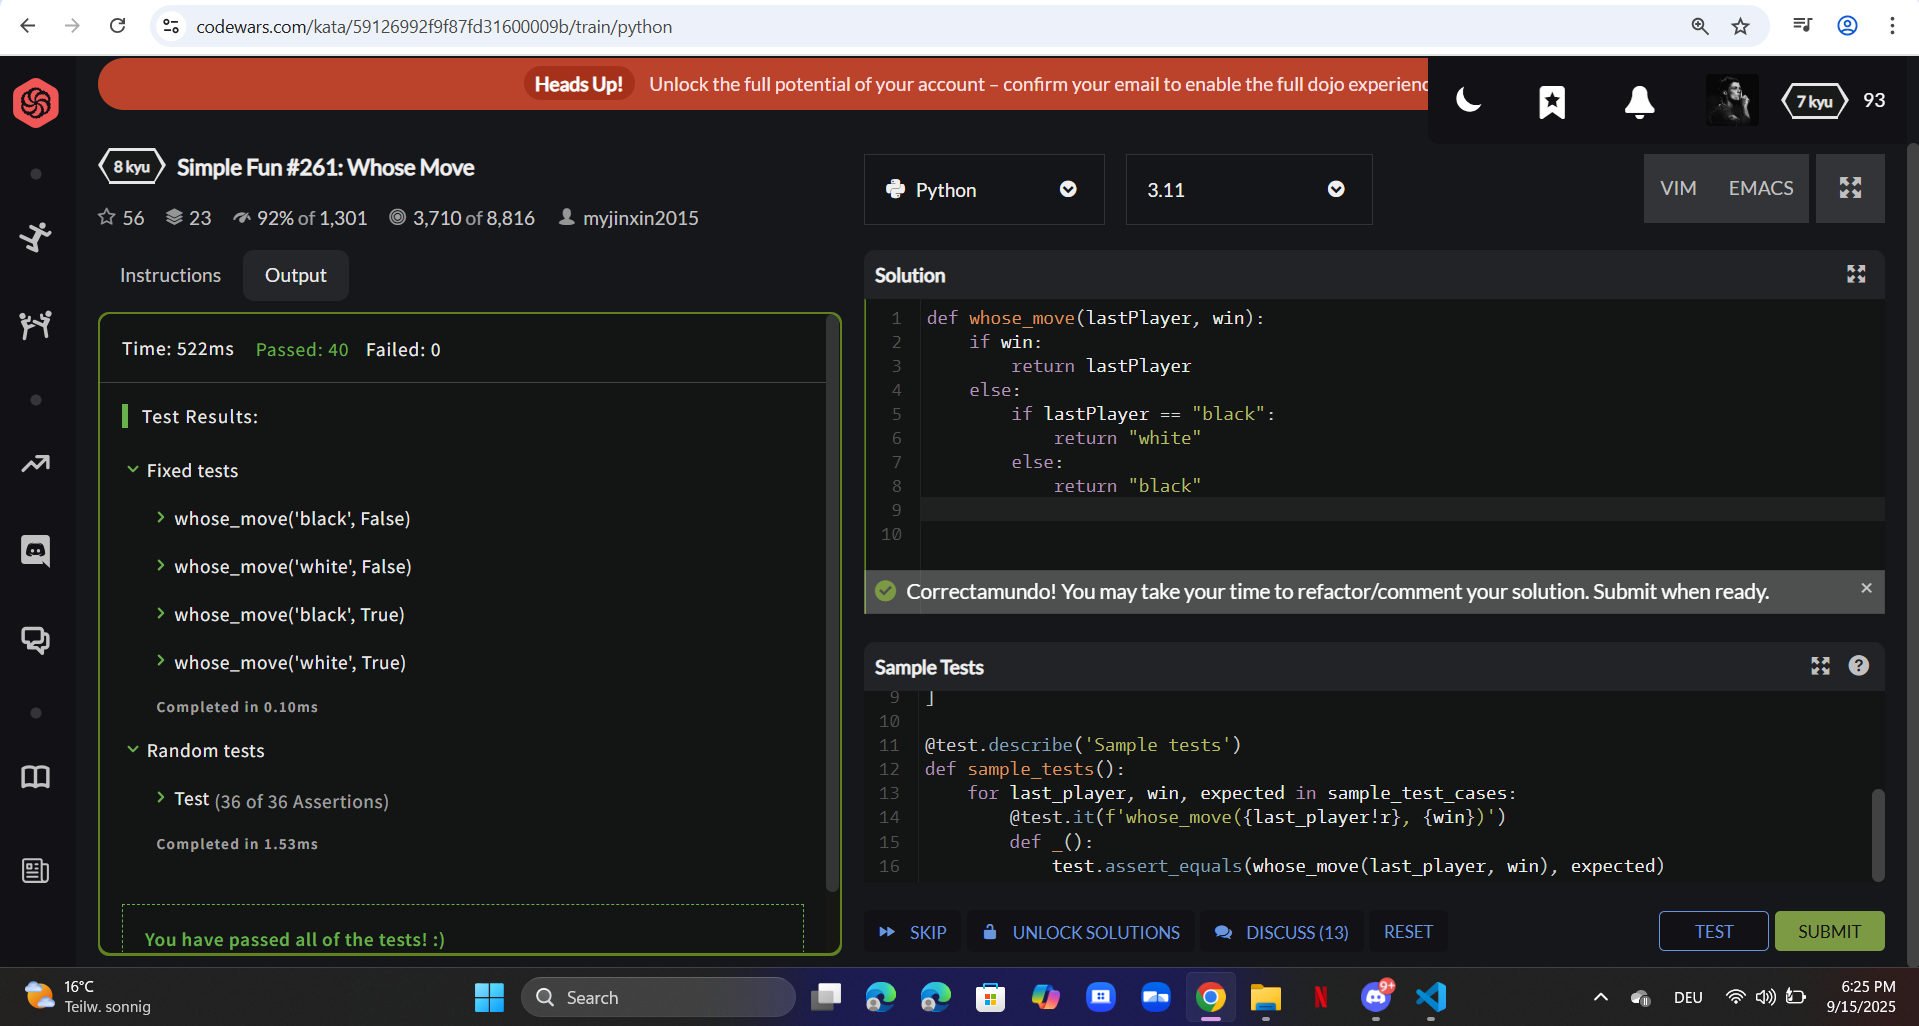 codewars.com/kata/59126992f9f87fd31600009b/train/python
Heads Up! Unlock the full potential of your account – confirm your email to enable the full dojo experienc
7 kyu 93
8 kyu Simple Fun #261: Whose Move
56 23 92% of 1,301 3,710 of 8,816 myjinxin2015
Python 3.11 VIM EMACS
Instructions Output
Time: 522ms Passed: 40 Failed: 0
Test Results:
Fixed tests
whose_move('black', False)
whose_move('white', False)
whose_move('black', True)
whose_move('white', True)
Completed in 0.10ms
Random tests
Test (36 of 36 Assertions)
Completed in 1.53ms
You have passed all of the tests! :)
Solution
1 def whose_move(lastPlayer, win):
2 if win:
3 return lastPlayer
4 else:
5 if lastPlayer == "black":
6 return "white"
7 else:
8 return "black"
9
10
Correctamundo! You may take your time to refactor/comment your solution. Submit when ready. ×
Sample Tests ?
9 ]
10
11 @test.describe('Sample tests')
12 def sample_tests():
13 for last_player, win, expected in sample_test_cases:
14 @test.it(f'whose_move({last_player!r}, {win})')
15 def _():
16 test.assert_equals(whose_move(last_player, win), expected)
SKIP UNLOCK SOLUTIONS DISCUSS (13) RESET TEST SUBMIT
16°C
Teilw. sonnig
Search
9+
DEU
6:25 PM
9/15/2025